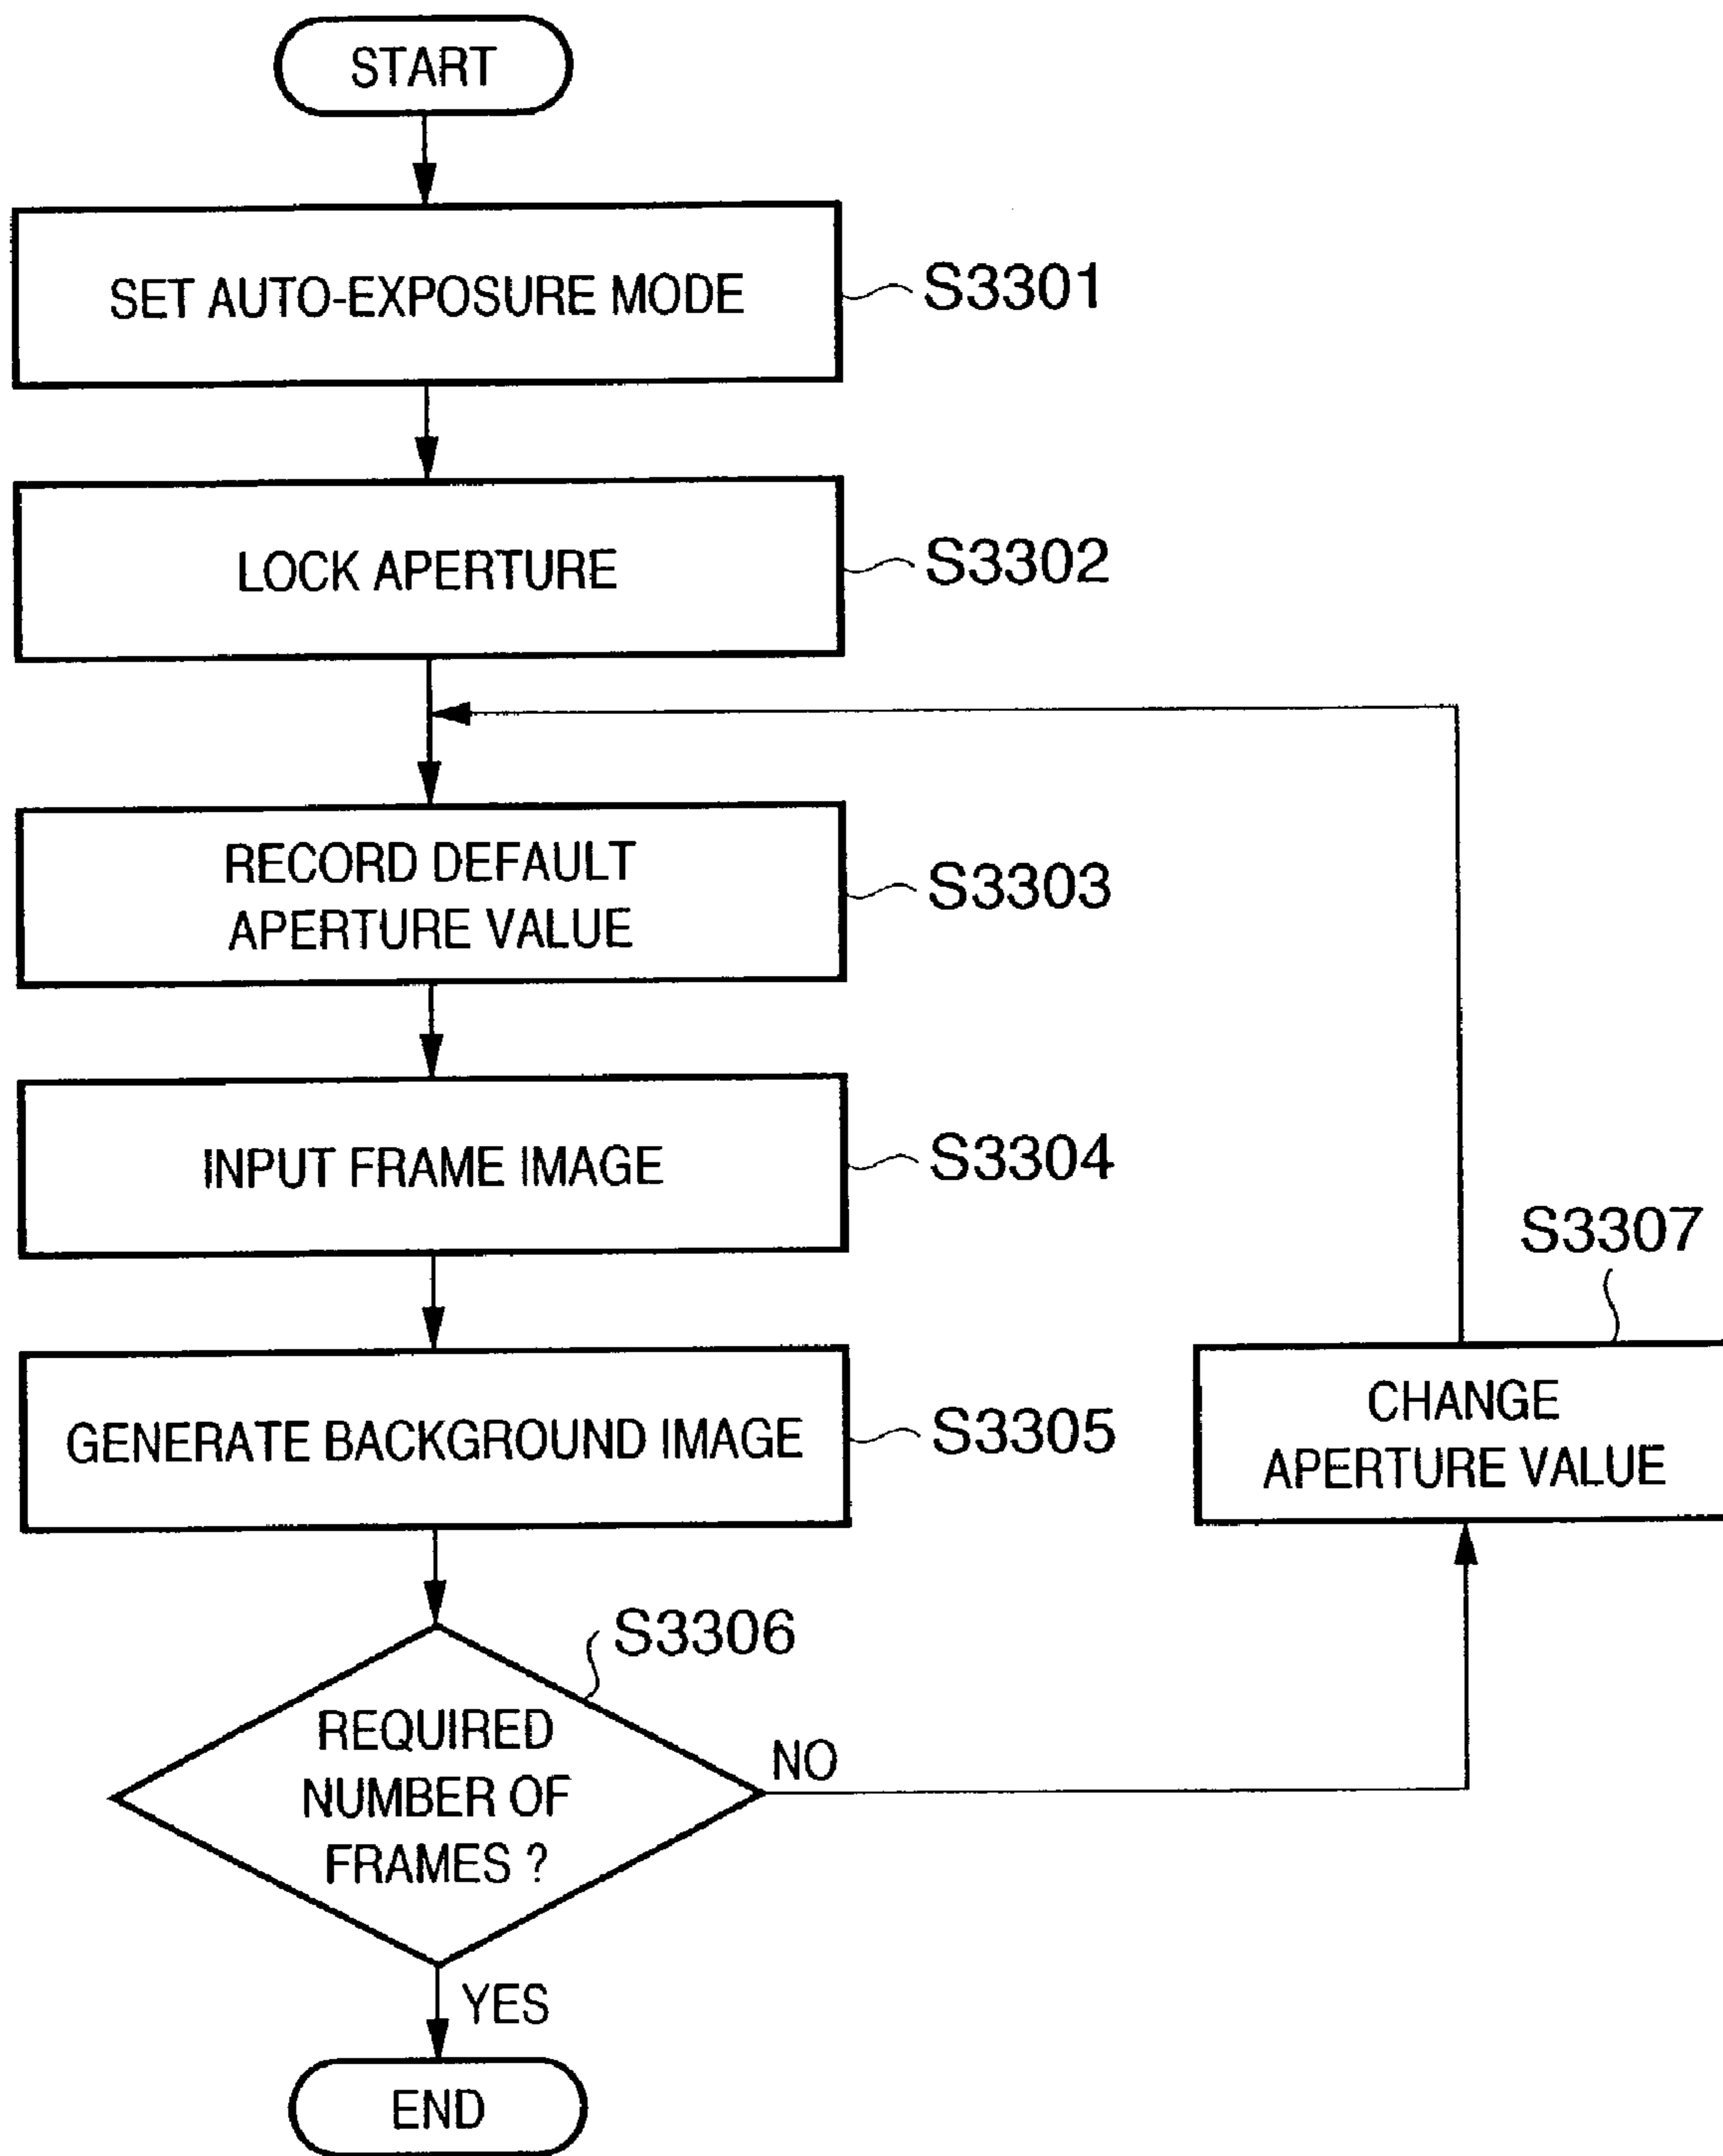 START
SET AUTO-EXPOSURE MODE
S3301
LOCK APERTURE
S3302
RECORD DEFAULT
APERTURE VALUE
S3303
INPUT FRAME IMAGE
S3304
GENERATE BACKGROUND IMAGE
S3305
S3306
REQUIRED
NUMBER OF
FRAMES ?
NO
S3307
CHANGE
APERTURE VALUE
YES
END